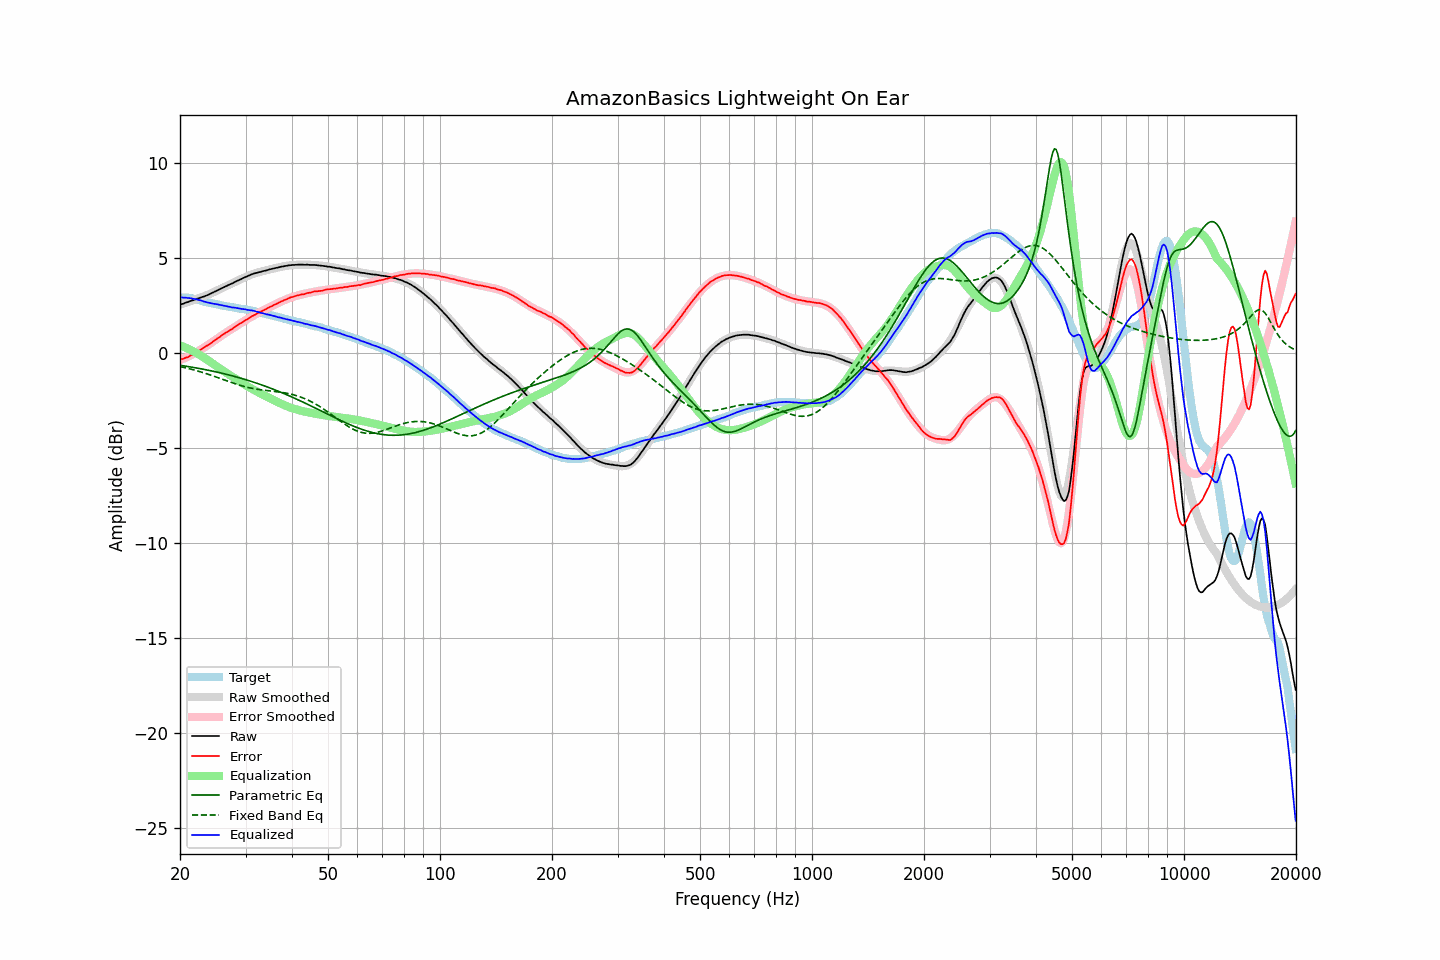 AmazonBasics Lightweight On Ear
Amplitude (dBr)
10
5
0
−5
−10
−15
−20
−25
Target
Raw Smoothed
Error Smoothed
Raw
Error
Equalization
Parametric Eq
Fixed Band Eq
Equalized
20 50 100 200 500 1000 2000 5000 10000 20000
Frequency (Hz)